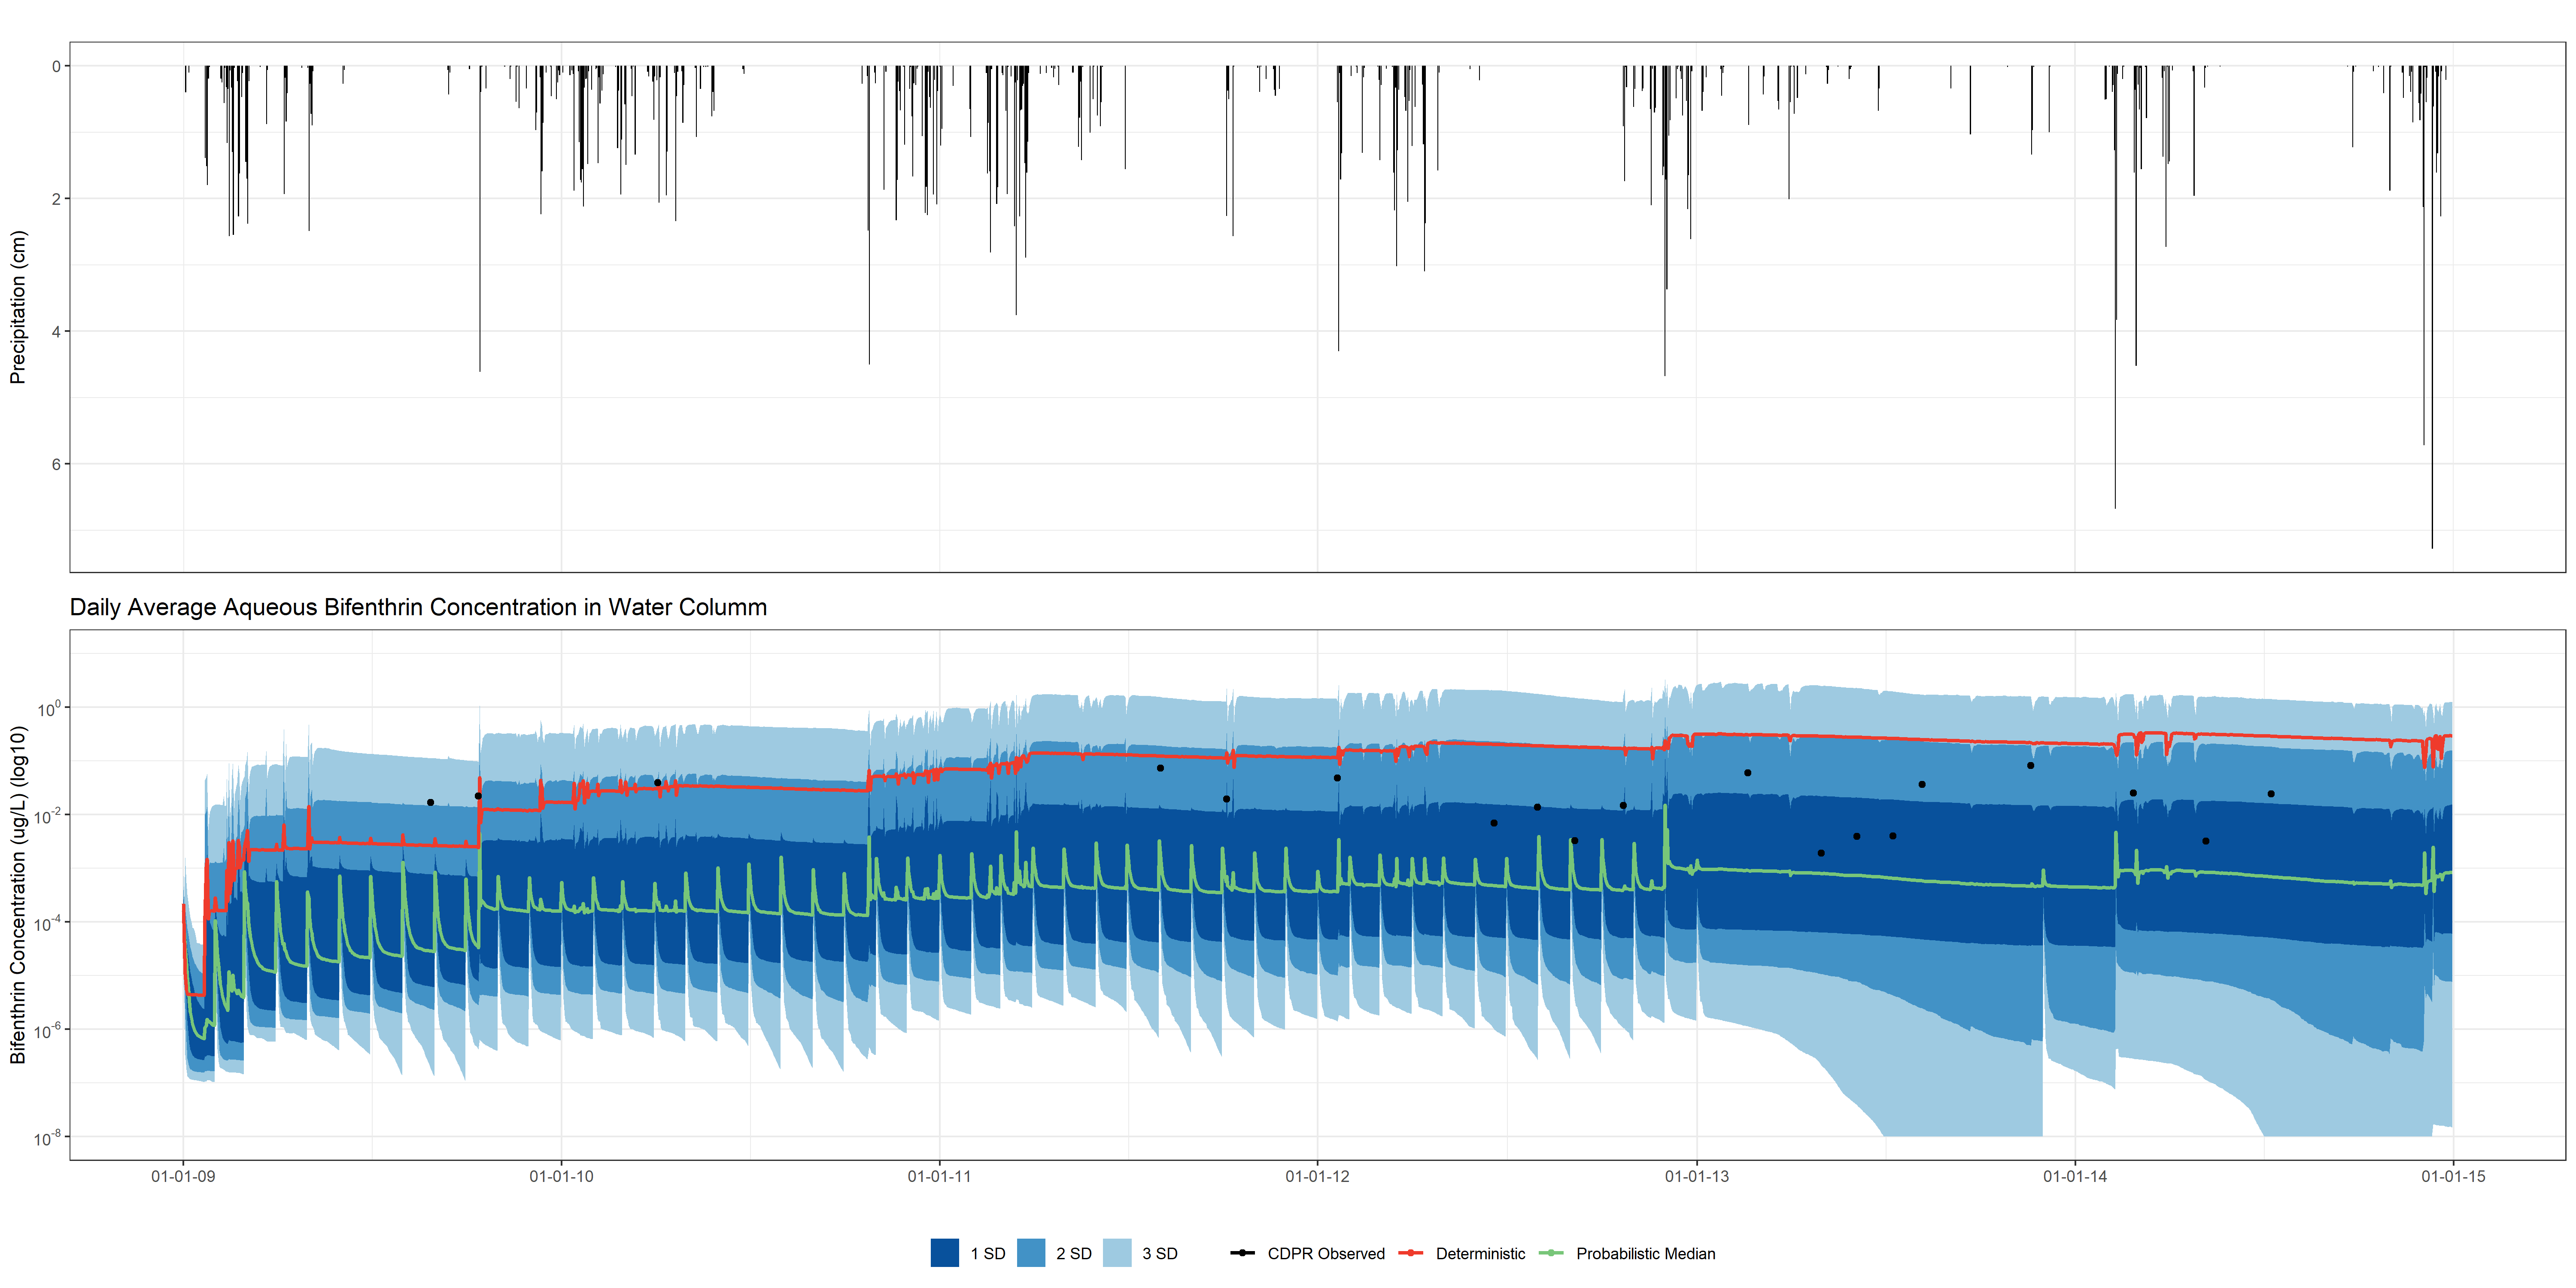 Precipitation (cm)
0
2
4
6
Daily Average Aqueous Bifenthrin Concentration in Water Columm
Bifenthrin Concentration (ug/L) (log10)
10^0
10^-2
10^-4
10^-6
10^-8
01-01-09 01-01-10 01-01-11 01-01-12 01-01-13 01-01-14 01-01-15
1 SD 2 SD 3 SD CDPR Observed Deterministic Probabilistic Median